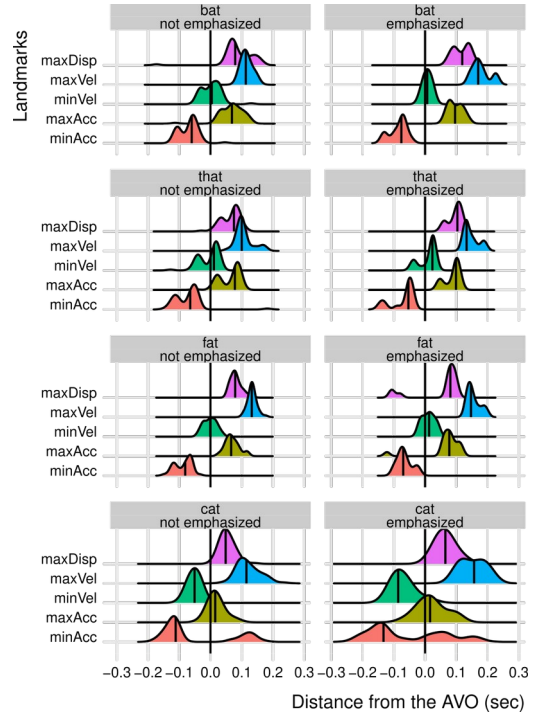 bat
not emphasized
bat
emphasized
Landmarks
maxDisp
maxVel
minVel
maxAcc
minAcc
that
not emphasized
that
emphasized
maxDisp
maxVel
minVel
maxAcc
minAcc
fat
not emphasized
fat
emphasized
maxDisp
maxVel
minVel
maxAcc
minAcc
cat
not emphasized
cat
emphasized
maxDisp
maxVel
minVel
maxAcc
minAcc
−0.3 −0.2 −0.1 0.0 0.1 0.2 0.3 −0.3 −0.2 −0.1 0.0 0.1 0.2 0.3
Distance from the AVO (sec)